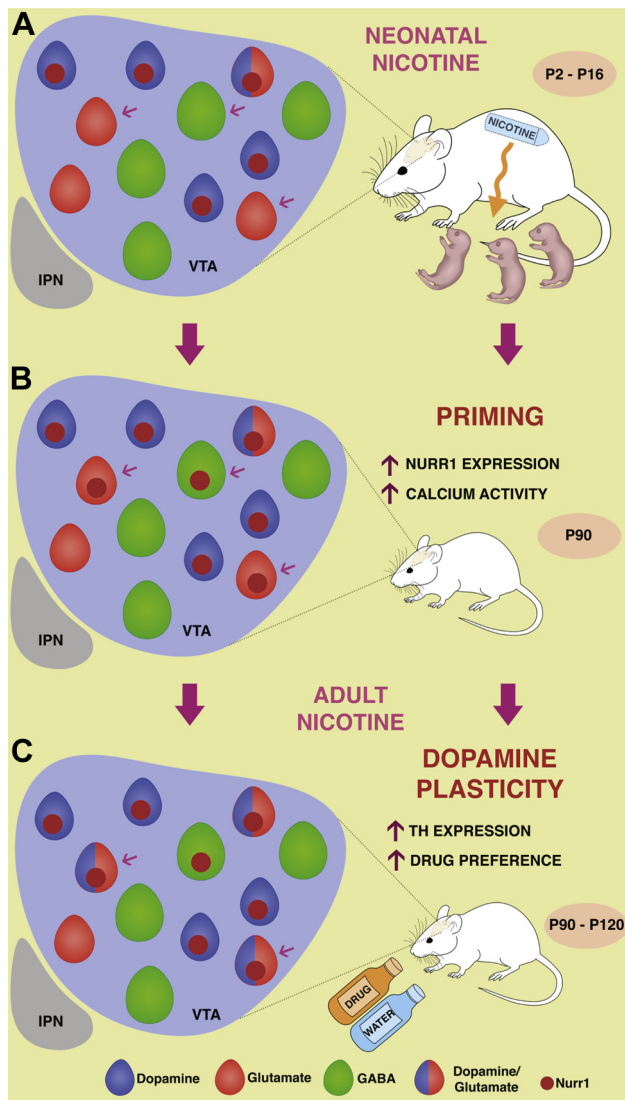 A
NEONATAL
NICOTINE
P2 - P16
NICOTINE
VTA
IPN
B
PRIMING
↑ NURR1 EXPRESSION
↑ CALCIUM ACTIVITY
P90
VTA
IPN
ADULT
NICOTINE
C
DOPAMINE
PLASTICITY
↑ TH EXPRESSION
↑ DRUG PREFERENCE
P90 - P120
DRUG
WATER
VTA
IPN
Dopamine
Glutamate
GABA
Dopamine/
Glutamate
Nurr1